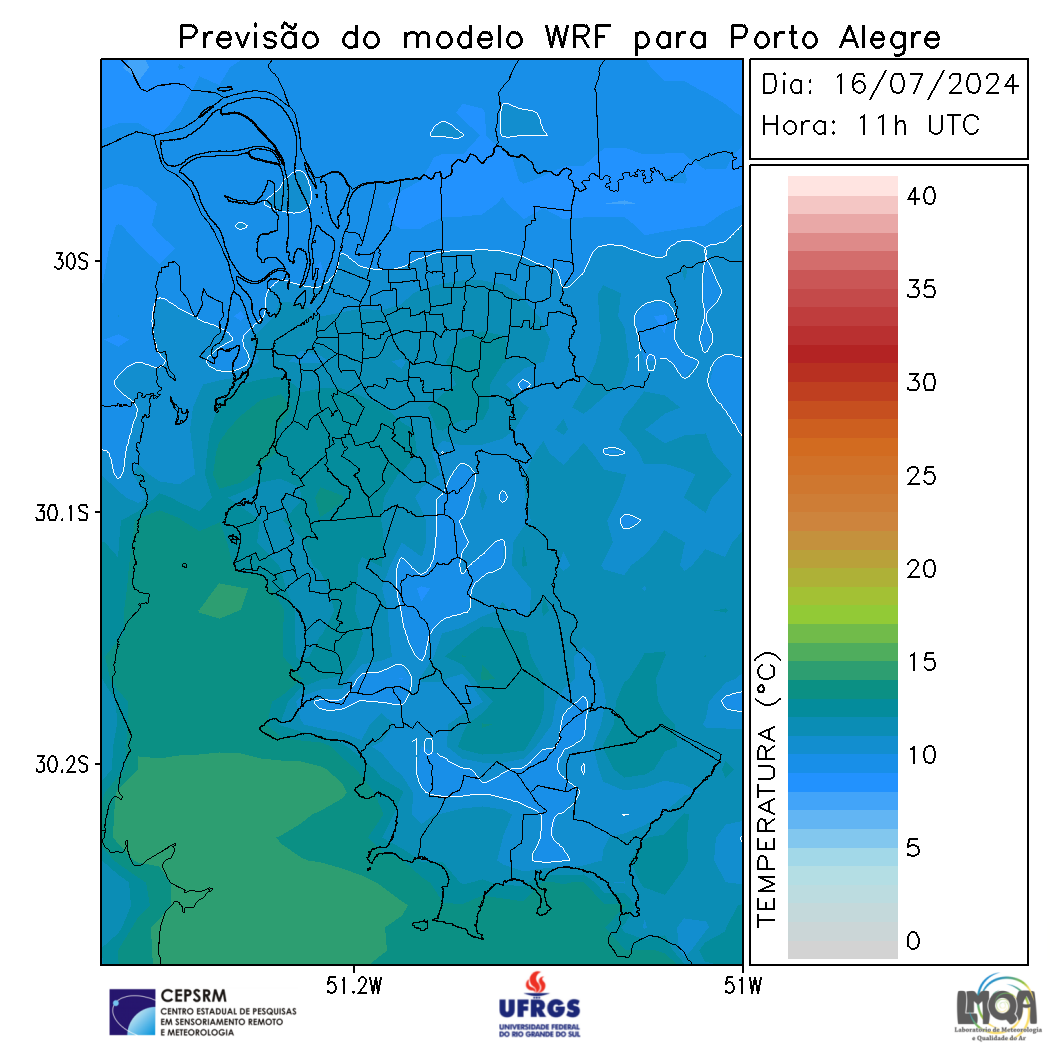 Previsão do modelo WRF para Porto Alegre
Dia: 16/07/2024
Hora: 11h UTC
40
35
30
25
20
15
10
5
0
TEMPERATURA (°C)
30S
30.1S
30.2S
51.2W
51W
10
10
CEPSRM
CENTRO ESTADUAL DE PESQUISAS
EM SENSORIAMENTO REMOTO
E METEOROLOGIA
UFRGS
UNIVERSIDADE FEDERAL
DO RIO GRANDE DO SUL
LMQA
Laboratório de Meteorologia
e Qualidade do Ar